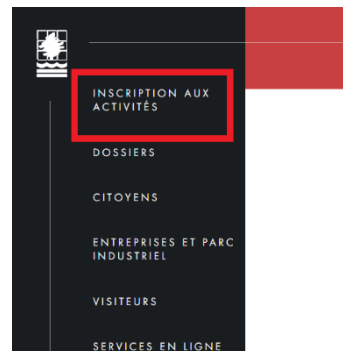 INSCRIPTION AUX
ACTIVITÉS
DOSSIERS
CITOYENS
ENTREPRISES ET PARC
INDUSTRIEL
VISITEURS
SERVICES EN LIGNE